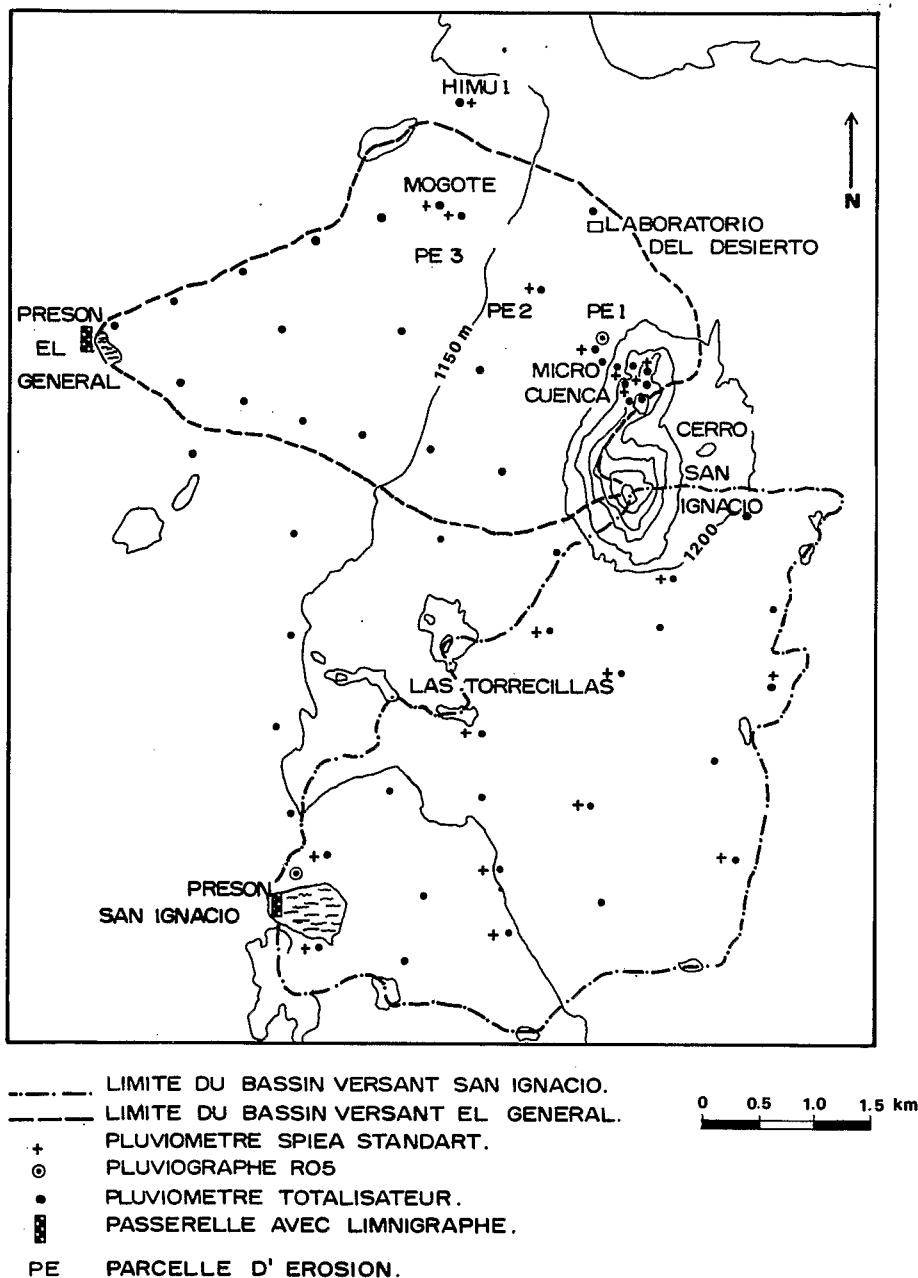 HIMU 1
N
MOGOTE
LABORATORIO
DEL DESIERTO
PE 3
PE2
PE 1
PRESON
EL
GENERAL
1150 m
MICRO
CUENCA
CERRO
SAN
IGNACIO
1200
LAS TORRECILLAS
PRESON
SAN IGNACIO
LIMITE DU BASSIN VERSANT SAN IGNACIO.
LIMITE DU BASSIN VERSANT EL GENERAL.
0 0.5 1.0 1.5 km
PLUVIOMETRE SPIEA STANDART.
PLUVIOGRAPHE RO5
PLUVIOMETRE TOTALISATEUR.
PASSERELLE AVEC LIMNIGRAPHE.
PE PARCELLE D' EROSION.